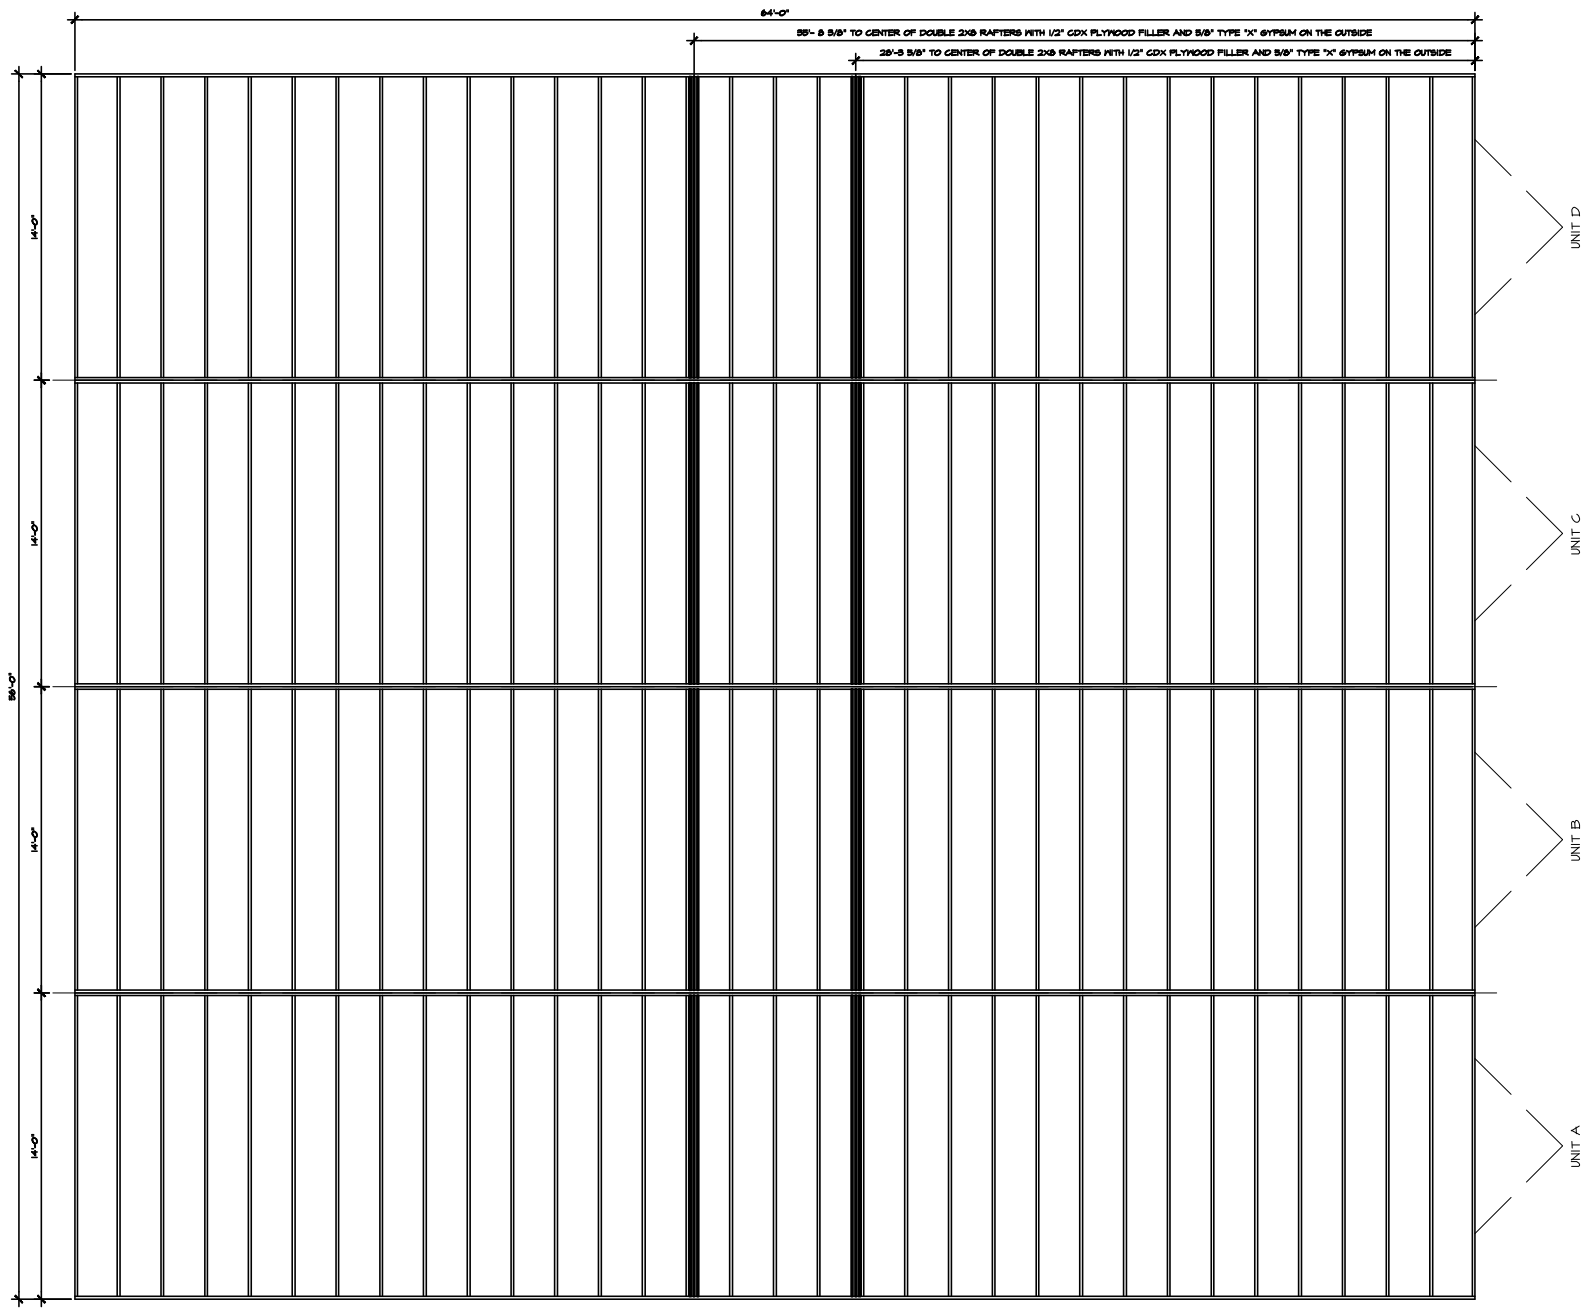 64'-0"
35'- 8 5/8" TO CENTER OF DOUBLE 2X8 RAFTERS WITH 1/2" CDX PLYWOOD FILLER AND 5/8" TYPE "X" GYPSUM ON THE OUTSIDE
28'-3 5/8" TO CENTER OF DOUBLE 2X8 RAFTERS WITH 1/2" CDX PLYWOOD FILLER AND 5/8" TYPE "X" GYPSUM ON THE OUTSIDE
14'-0"
UNIT D
14'-0"
UNIT C
56'-0"
14'-0"
UNIT B
14'-0"
UNIT A